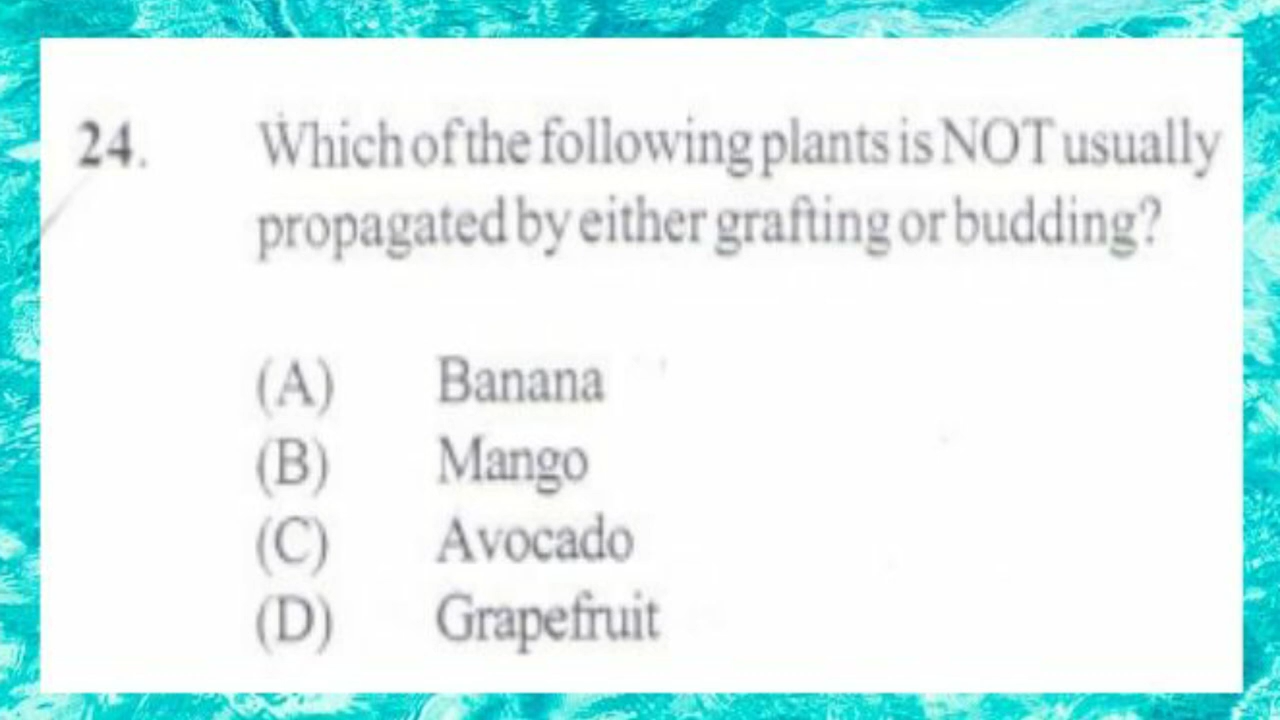 24. Which of the following plants is NOT usually
propagated by either grafting or budding?
(A) Banana
(B) Mango
(C) Avocado
(D) Grapefruit